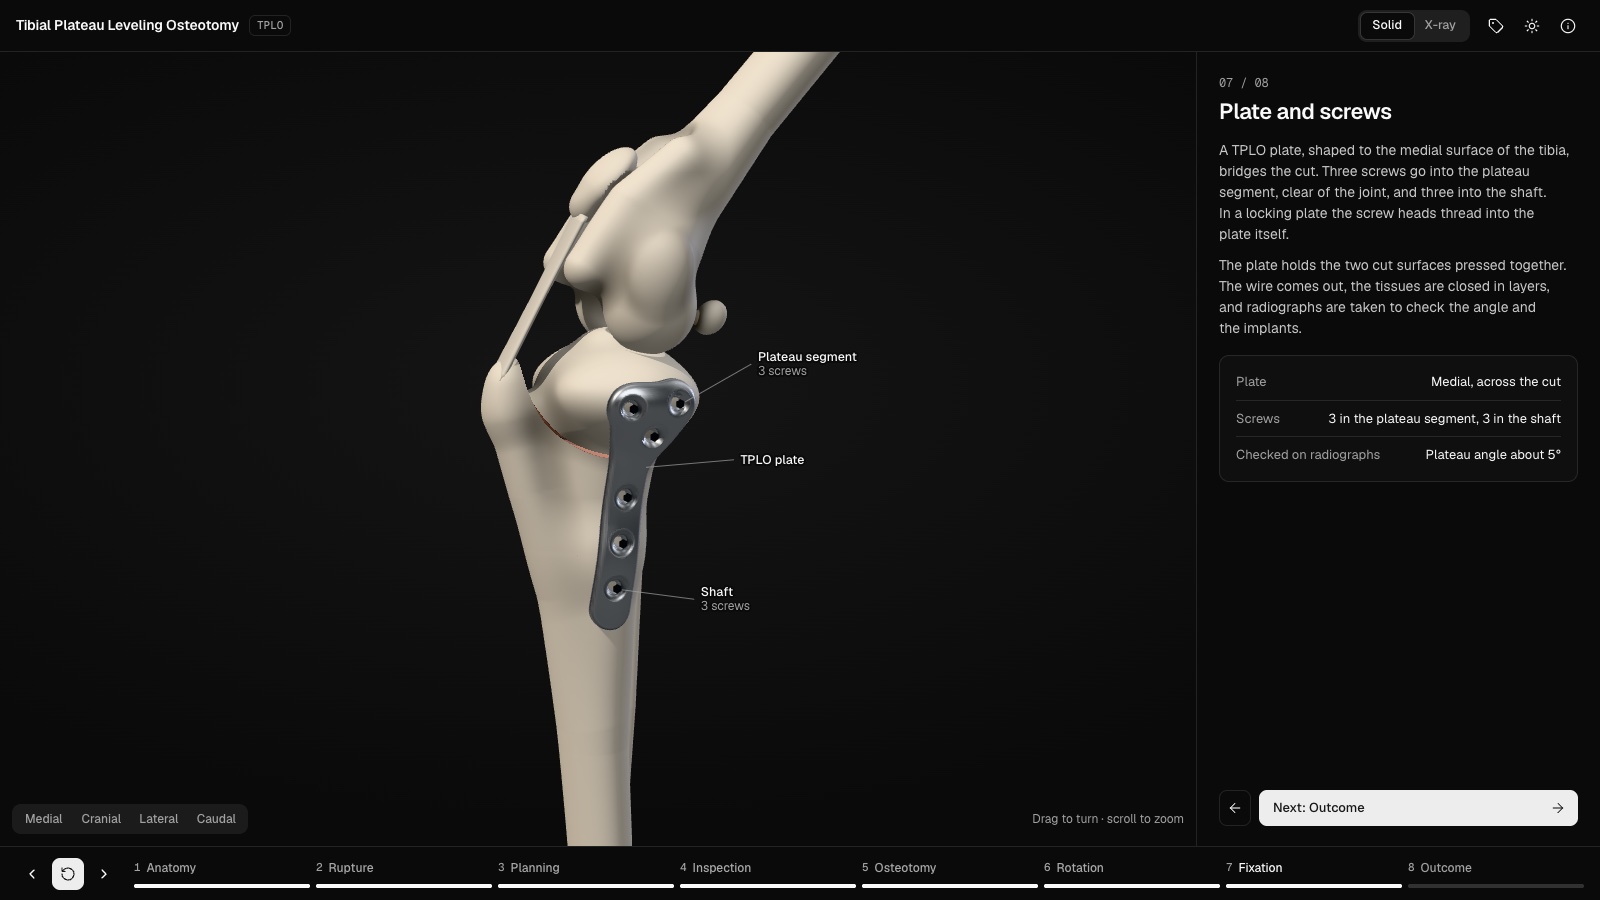 Tibial Plateau Leveling Osteotomy TPLO
Solid X-ray
07 / 08
Plate and screws
A TPLO plate, shaped to the medial surface of the tibia,
bridges the cut. Three screws go into the plateau
segment, clear of the joint, and three into the shaft.
In a locking plate the screw heads thread into the
plate itself.
The plate holds the two cut surfaces pressed together.
The wire comes out, the tissues are closed in layers,
and radiographs are taken to check the angle and
the implants.
Plate Medial, across the cut
Screws 3 in the plateau segment, 3 in the shaft
Checked on radiographs Plateau angle about 5°
Plateau segment
3 screws
TPLO plate
Shaft
3 screws
Medial Cranial Lateral Caudal
Drag to turn · scroll to zoom
Next: Outcome
1 Anatomy 2 Rupture 3 Planning 4 Inspection 5 Osteotomy 6 Rotation 7 Fixation 8 Outcome